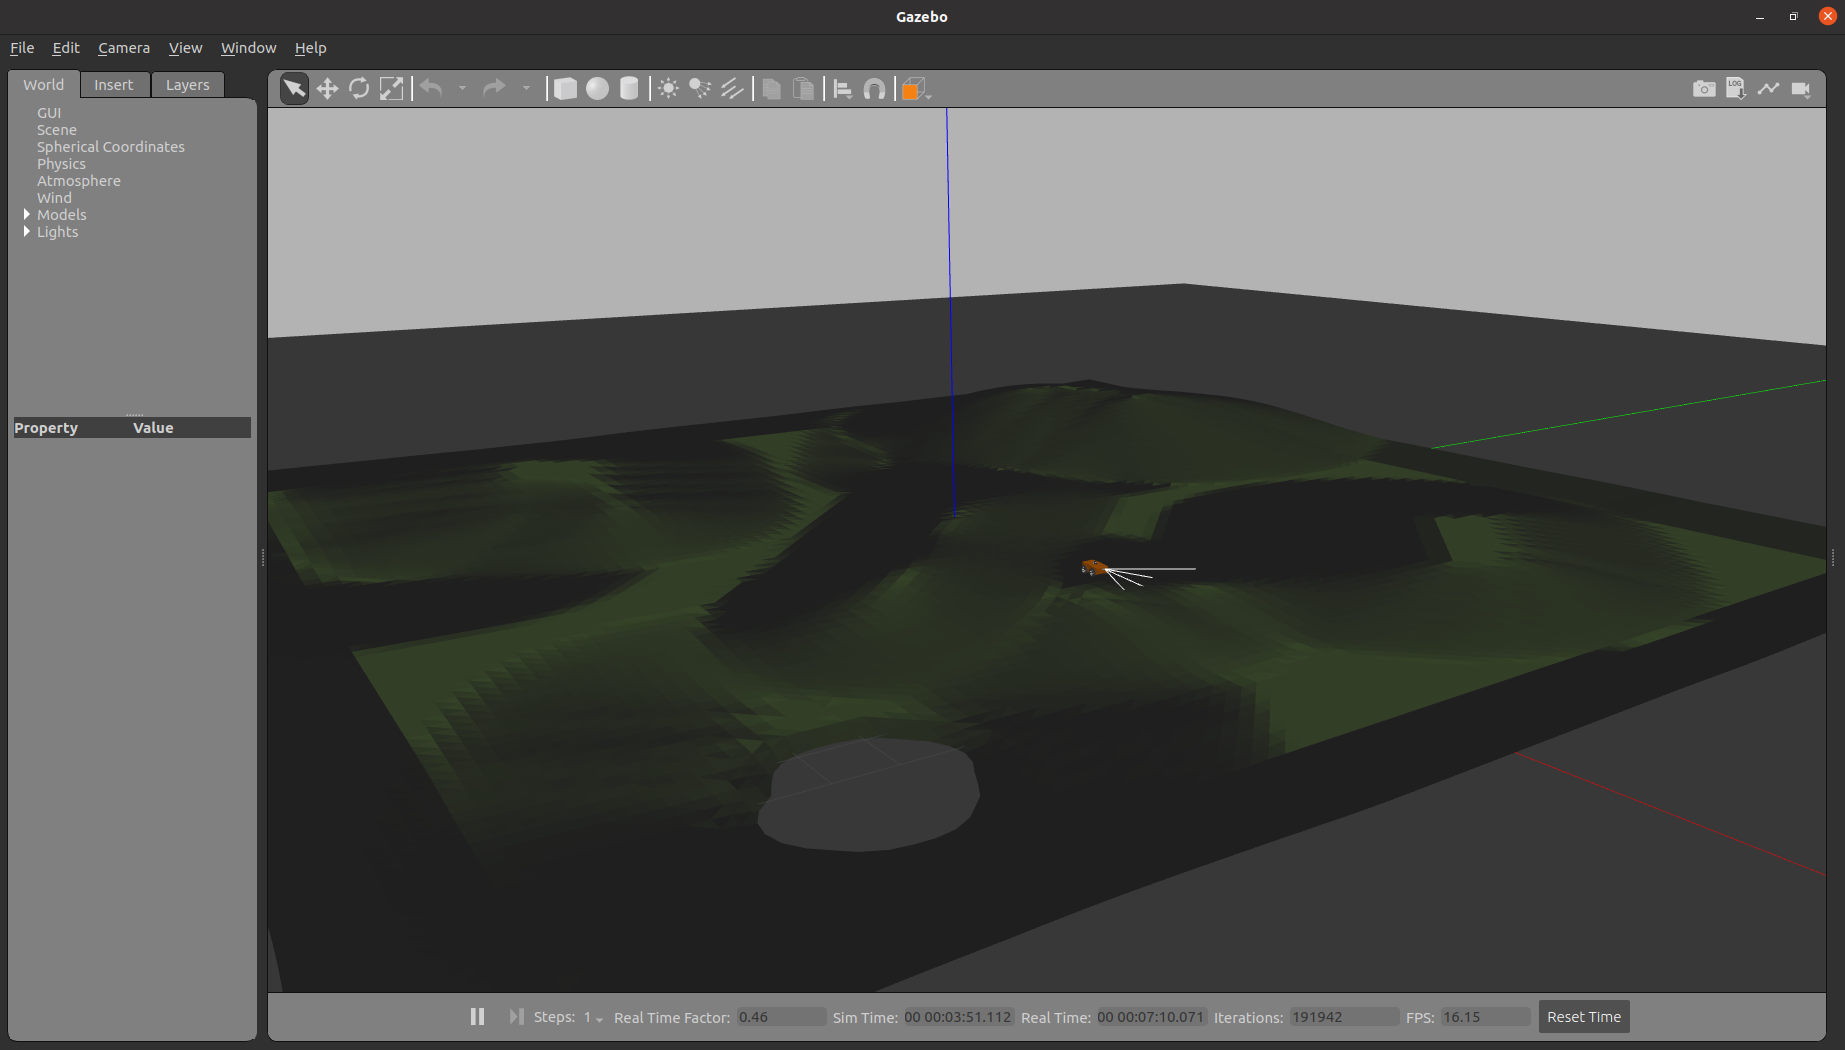 Gazebo
File Edit Camera View Window Help
World Insert Layers
LOG
GUI
Scene
Spherical Coordinates
Physics
Atmosphere
Wind
Models
Lights
Property Value
Steps: 1 Real Time Factor: 0.46 Sim Time: 00 00:03:51.112 Real Time: 00 00:07:10.071 Iterations: 191942 FPS: 16.15 Reset Time